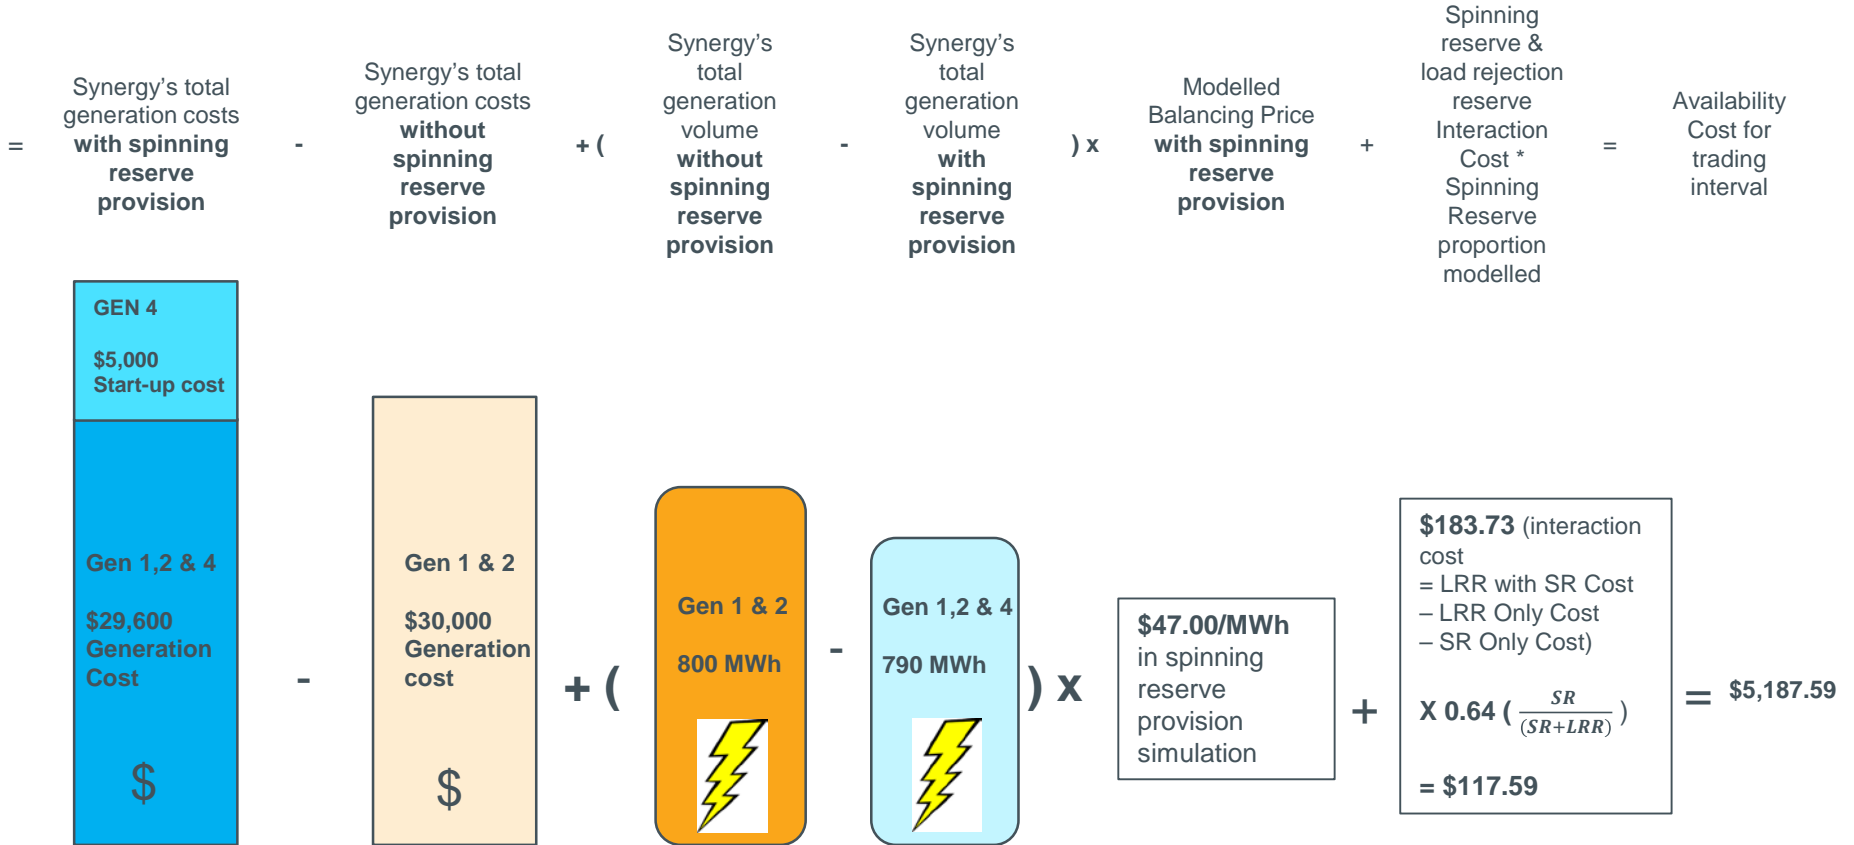 =
Synergy’s total
generation costs
with spinning
reserve
provision
-
Synergy’s total
generation costs
without
spinning
reserve
provision
+ (
Synergy’s
total
generation
volume
without
spinning
reserve
provision
-
Synergy’s
total
generation
volume
with
spinning
reserve
provision
) x
Modelled
Balancing Price
with spinning
reserve
provision
+
Spinning
reserve &
load rejection
reserve
Interaction
Cost *
Spinning
Reserve
proportion
modelled
=
Availability
Cost for
trading
interval
GEN 4
$5,000
Start-up cost
Gen 1,2 & 4
$29,600
Generation
Cost
$
-
Gen 1 & 2
$30,000
Generation
cost
$
+ (
Gen 1 & 2
800 MWh
-
Gen 1,2 & 4
790 MWh
) x
$47.00/MWh
in spinning
reserve
provision
simulation
+
$183.73 (interaction
cost
= LRR with SR Cost
– LRR Only Cost
– SR Only Cost)
X 0.64 ( SR / (SR+LRR) )
= $117.59
=
$5,187.59